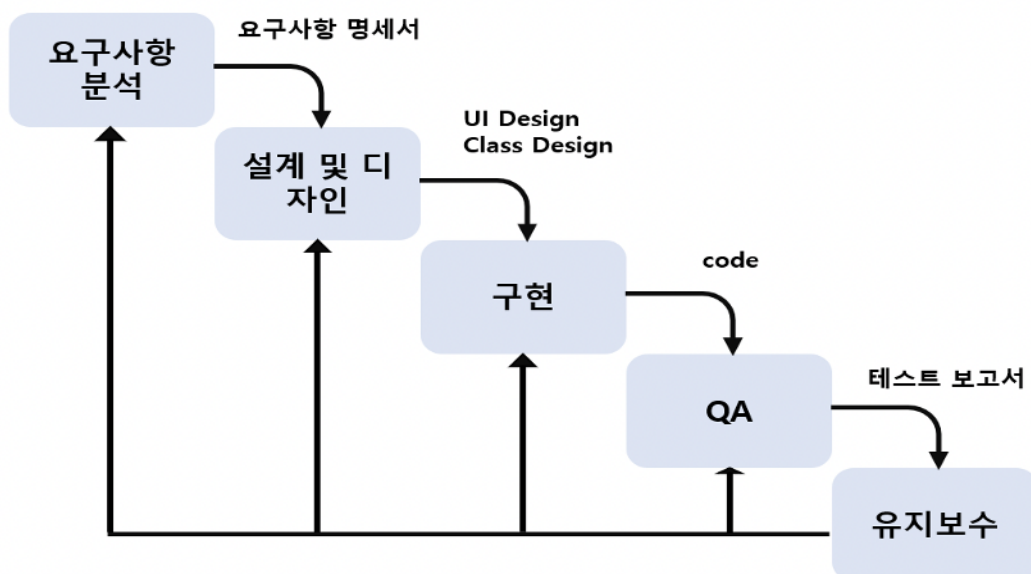 요구사항 명세서
요구사항
분석
UI Design
Class Design
설계 및 디
자인
code
구현
테스트 보고서
QA
유지보수